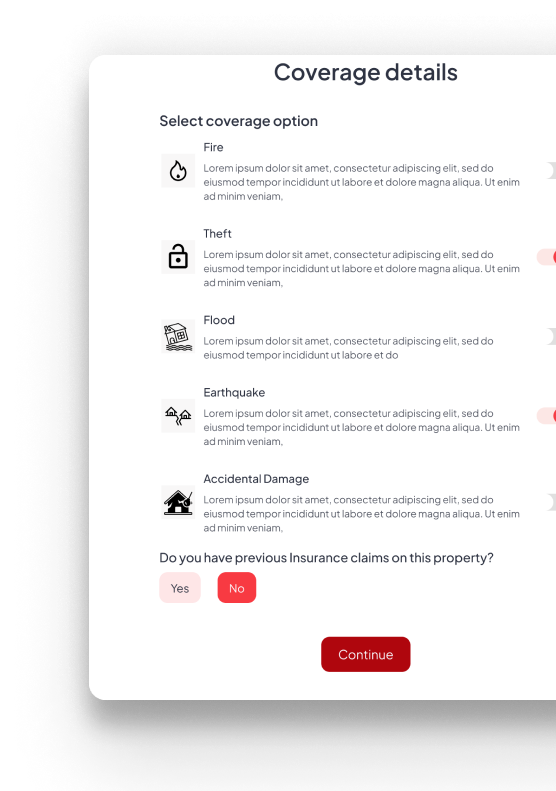 Coverage details
Select coverage option
Fire
Lorem ipsum dolor sit amet, consectetur adipiscing elit, sed do
eiusmod tempor incididunt ut labore et dolore magna aliqua. Ut enim
ad minim veniam,
Theft
Lorem ipsum dolor sit amet, consectetur adipiscing elit, sed do
eiusmod tempor incididunt ut labore et dolore magna aliqua. Ut enim
ad minim veniam,
Flood
Lorem ipsum dolor sit amet, consectetur adipiscing elit, sed do
eiusmod tempor incididunt ut labore et do
Earthquake
Lorem ipsum dolor sit amet, consectetur adipiscing elit, sed do
eiusmod tempor incididunt ut labore et dolore magna aliqua. Ut enim
ad minim veniam,
Accidental Damage
Lorem ipsum dolor sit amet, consectetur adipiscing elit, sed do
eiusmod tempor incididunt ut labore et dolore magna aliqua. Ut enim
ad minim veniam,
Do you have previous Insurance claims on this property?
Yes No
Continue